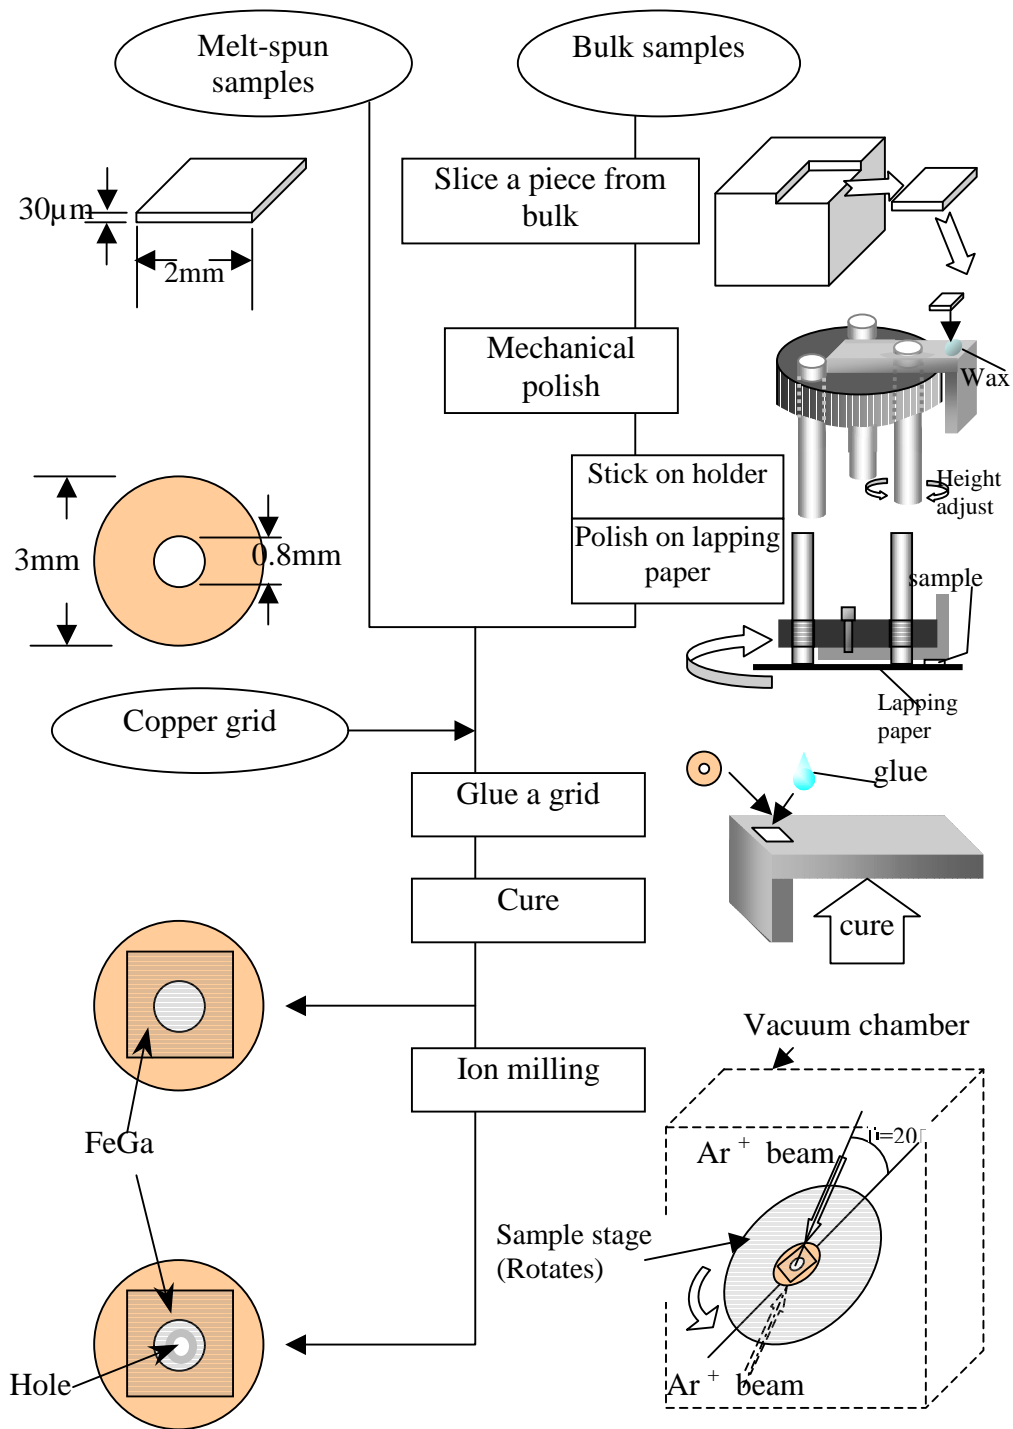 Melt-spun
samples
Bulk samples
Slice a piece from
bulk
30µm
2mm
Mechanical
polish
Wax
Stick on holder
Height
adjust
Polish on lapping
paper
3mm
0.8mm
sample
Lapping
paper
Copper grid
glue
Glue a grid
Cure
cure
Vacuum chamber
Ion milling
FeGa
=20
Ar + beam
Sample stage
(Rotates)
Ar + beam
Hole